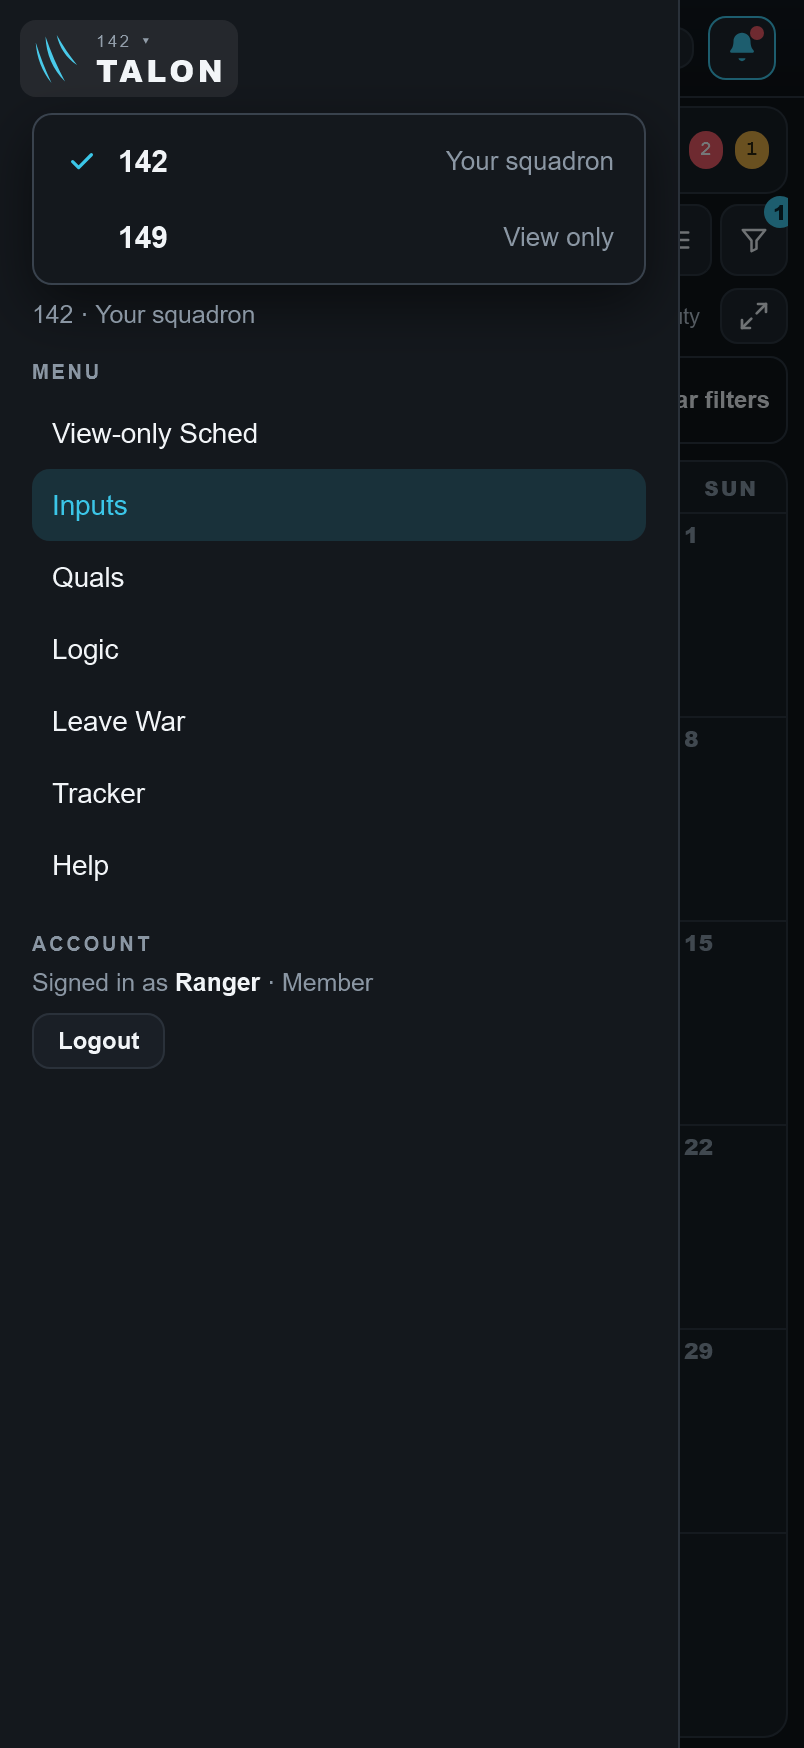 142 ▾
TALON
142 Your squadron
149 View only
142 · Your squadron
MENU
View-only Sched
Inputs
Quals
Logic
Leave War
Tracker
Help
ACCOUNT
Signed in as Ranger · Member
Logout
2 1
1
ar filters
SUN
1
8
15
22
29